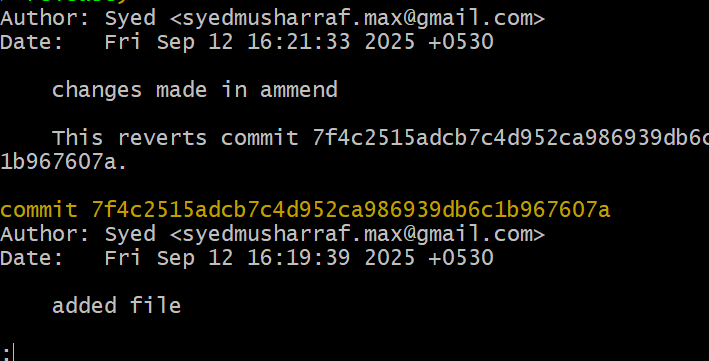 Author: Syed <syedmusharraf.max@gmail.com>
Date:   Fri Sep 12 16:21:33 2025 +0530
changes made in ammend
This reverts commit 7f4c2515adcb7c4d952ca986939db6c
1b967607a.
commit 7f4c2515adcb7c4d952ca986939db6c1b967607a
Author: Syed <syedmusharraf.max@gmail.com>
Date:   Fri Sep 12 16:19:39 2025 +0530
added file
: